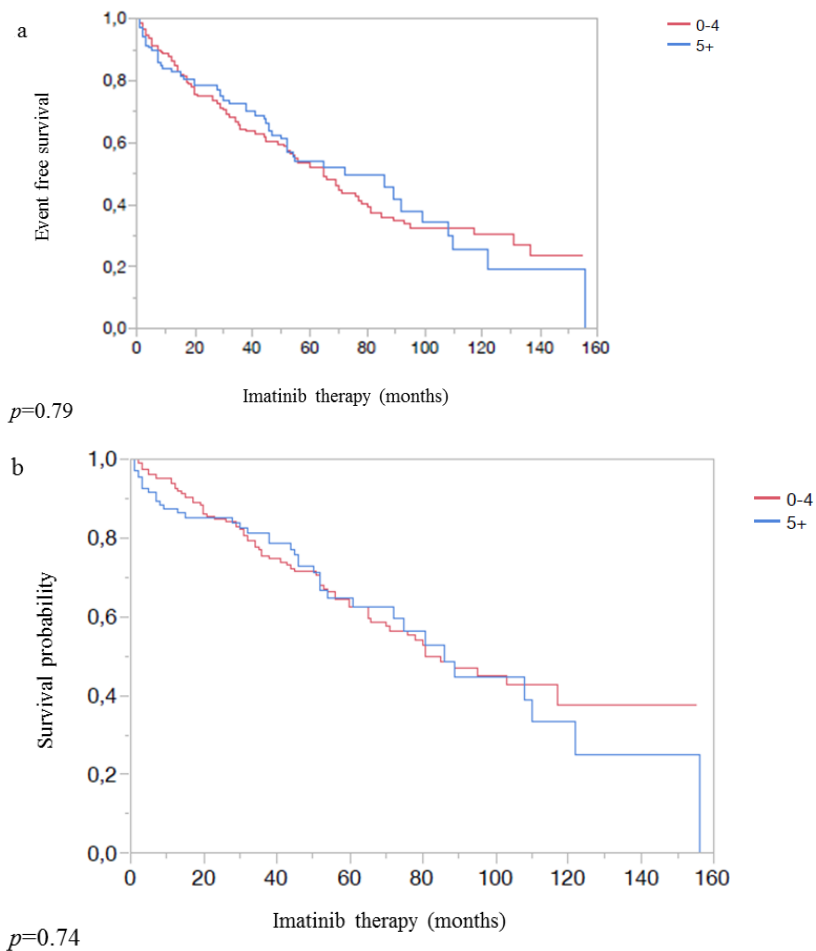 a
0-4
5+
Event free survival
1,0
0,8
0,6
0,4
0,2
0,0
0 20 40 60 80 100 120 140 160
Imatinib therapy (months)
p=0.79
b
0-4
5+
Survival probability
1,0
0,8
0,6
0,4
0,2
0,0
0 20 40 60 80 100 120 140 160
Imatinib therapy (months)
p=0.74